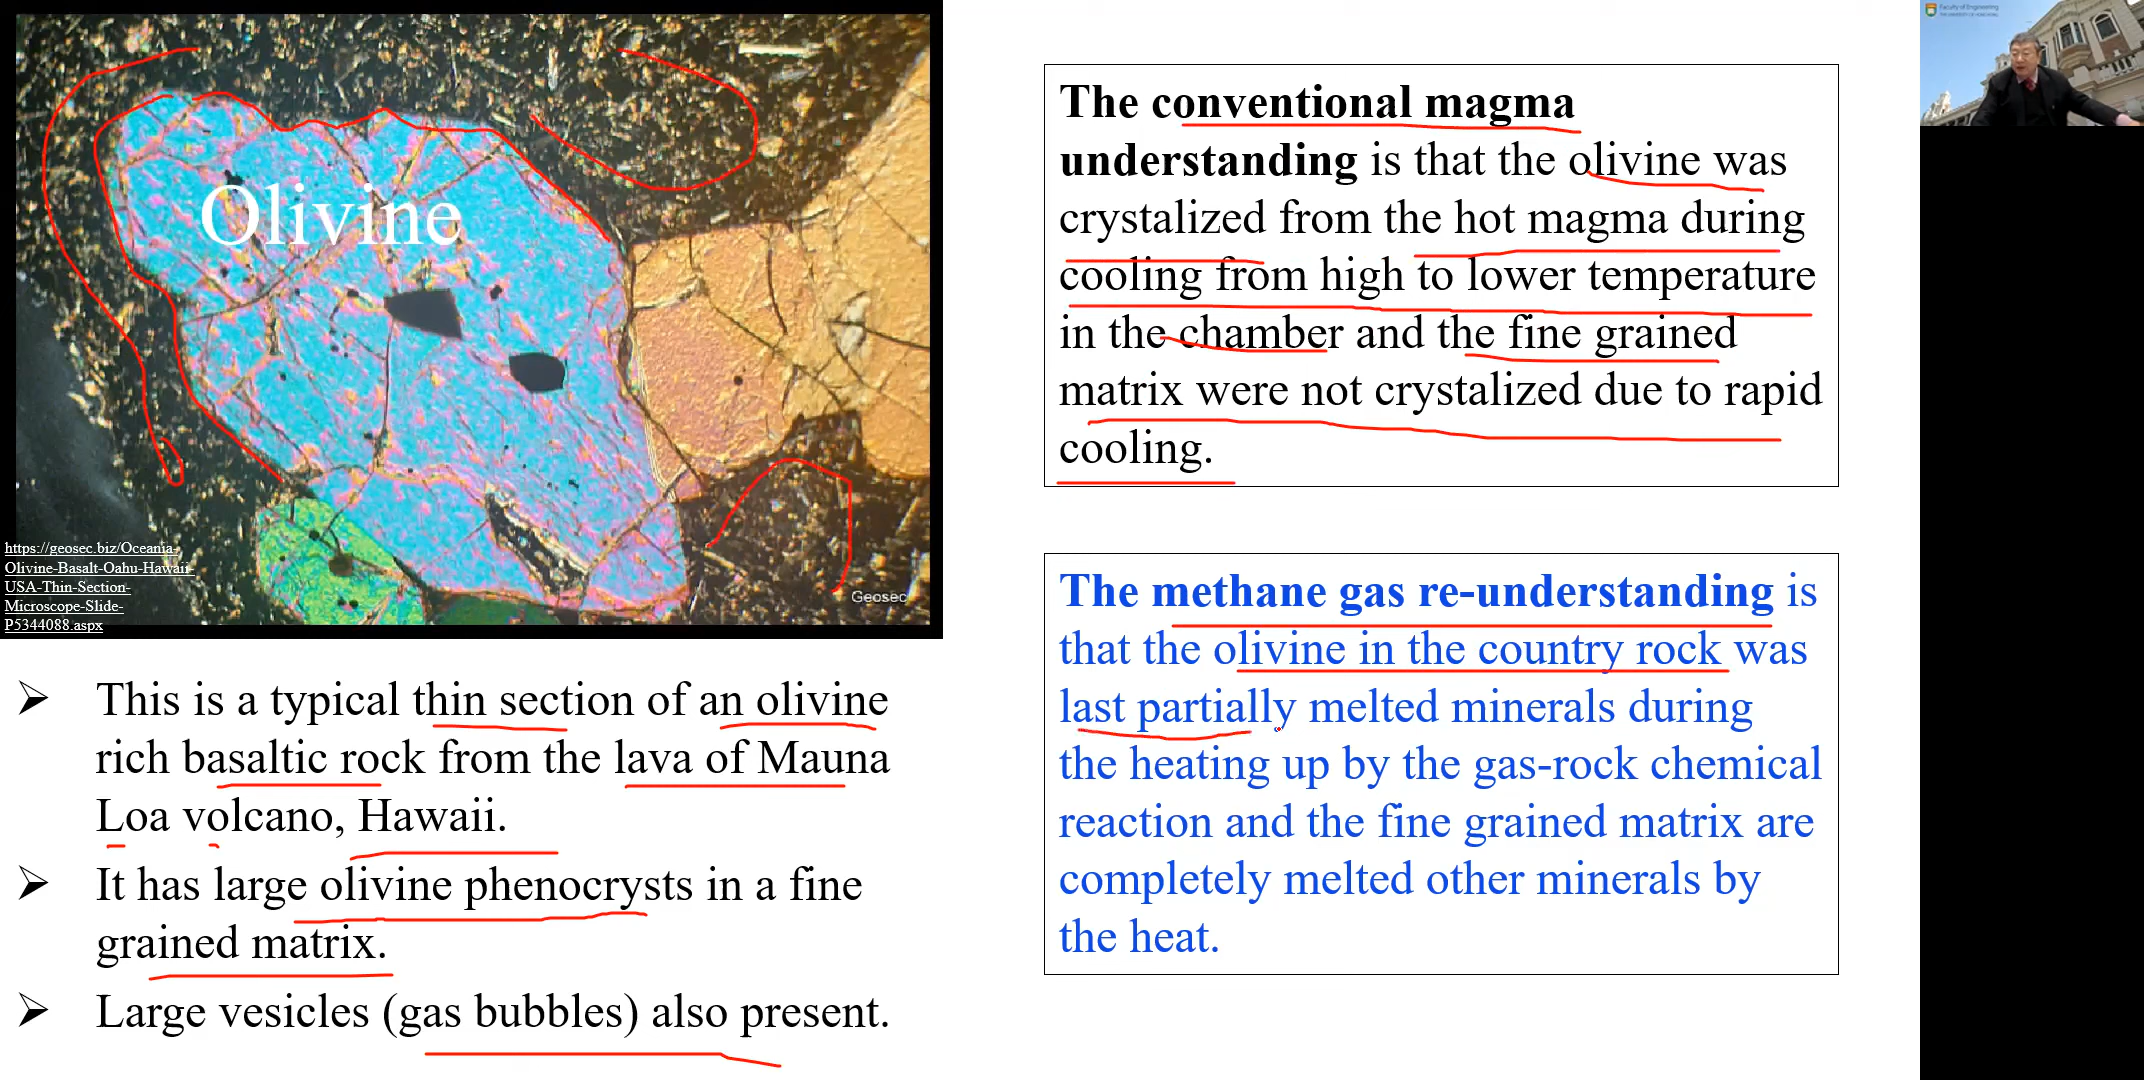 Olivine
https://geosec.biz/Oceania-
Olivine-Basalt-Oahu-Hawaii-
USA-Thin-Section-
Microscope-Slide-
P5344088.aspx
Geosec
➢ This is a typical thin section of an olivine
rich basaltic rock from the lava of Mauna
Loa volcano, Hawaii.
➢ It has large olivine phenocrysts in a fine
grained matrix.
➢ Large vesicles (gas bubbles) also present.
The conventional magma
understanding is that the olivine was
crystalized from the hot magma during
cooling from high to lower temperature
in the chamber and the fine grained
matrix were not crystalized due to rapid
cooling.
The methane gas re-understanding is
that the olivine in the country rock was
last partially melted minerals during
the heating up by the gas-rock chemical
reaction and the fine grained matrix are
completely melted other minerals by
the heat.
Faculty of Engineering